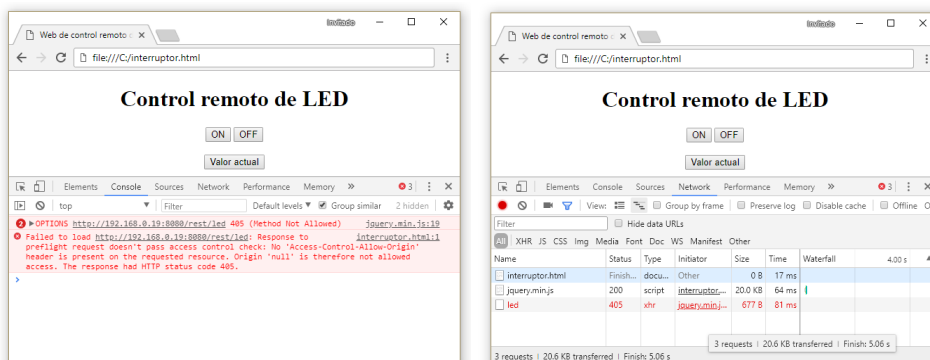 Invitado
Web de control remoto d
file:///C:/interruptor.html
Control remoto de LED
ON OFF
Valor actual
Elements Console Sources Network Performance Memory » 3
top Filter Default levels ▼ Group similar 2 hidden
2 ▶OPTIONS http://192.168.0.19:8080/rest/led 405 (Method Not Allowed) jquery.min.js:19
Failed to load http://192.168.0.19:8080/rest/led: Response to interruptor.html:1
preflight request doesn't pass access control check: No 'Access-Control-Allow-Origin'
header is present on the requested resource. Origin 'null' is therefore not allowed
access. The response had HTTP status code 405.
Invitado
Web de control remoto d
file:///C:/interruptor.html
Control remoto de LED
ON OFF
Valor actual
Elements Console Sources Network Performance Memory » 3
View: Group by frame Preserve log Disable cache Offline O
Filter Hide data URLs
All XHR JS CSS Img Media Font Doc WS Manifest Other
Name Status Type Initiator Size Time Waterfall 4.00 s
interruptor.html Finish... docu... Other 0 B 17 ms
jquery.min.js 200 script interruptor.... 20.0 KB 64 ms
led 405 xhr jquery.min.j... 677 B 81 ms
3 requests | 20.6 KB transferred | Finish: 5.06 s
3 requests | 20.6 KB transferred | Finish: 5.06 s